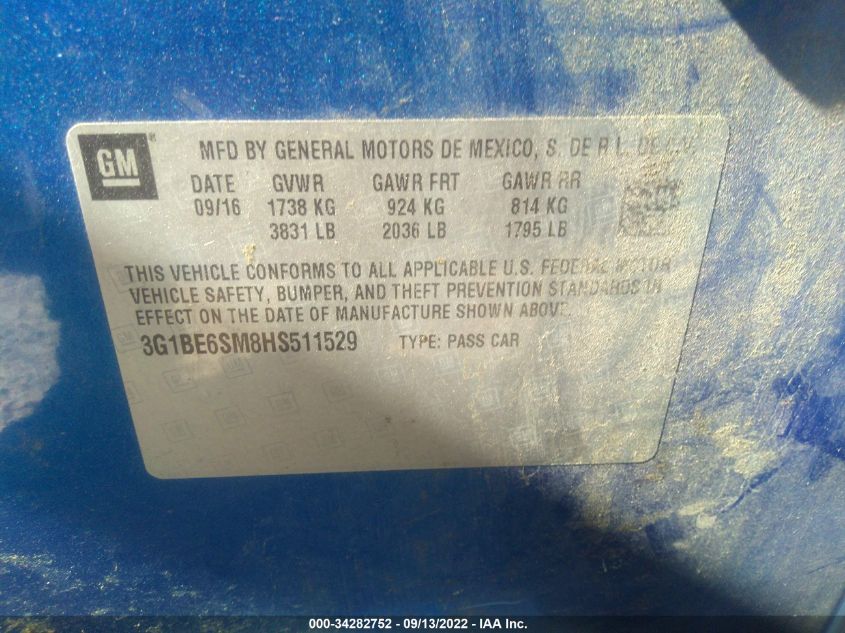 GM ®
MFD BY GENERAL MOTORS DE MEXICO, S. DE R.L. DE C.V.
DATE GVWR GAWR FRT GAWR RR
09/16 1738 KG 924 KG 814 KG
3831 LB 2036 LB 1795 LB
THIS VEHICLE CONFORMS TO ALL APPLICABLE U.S. FEDERAL MOTOR
VEHICLE SAFETY, BUMPER, AND THEFT PREVENTION STANDARDS IN
EFFECT ON THE DATE OF MANUFACTURE SHOWN ABOVE.
3G1BE6SM8HS511529 TYPE: PASS CAR
000-34282752 - 09/13/2022 - IAA Inc.